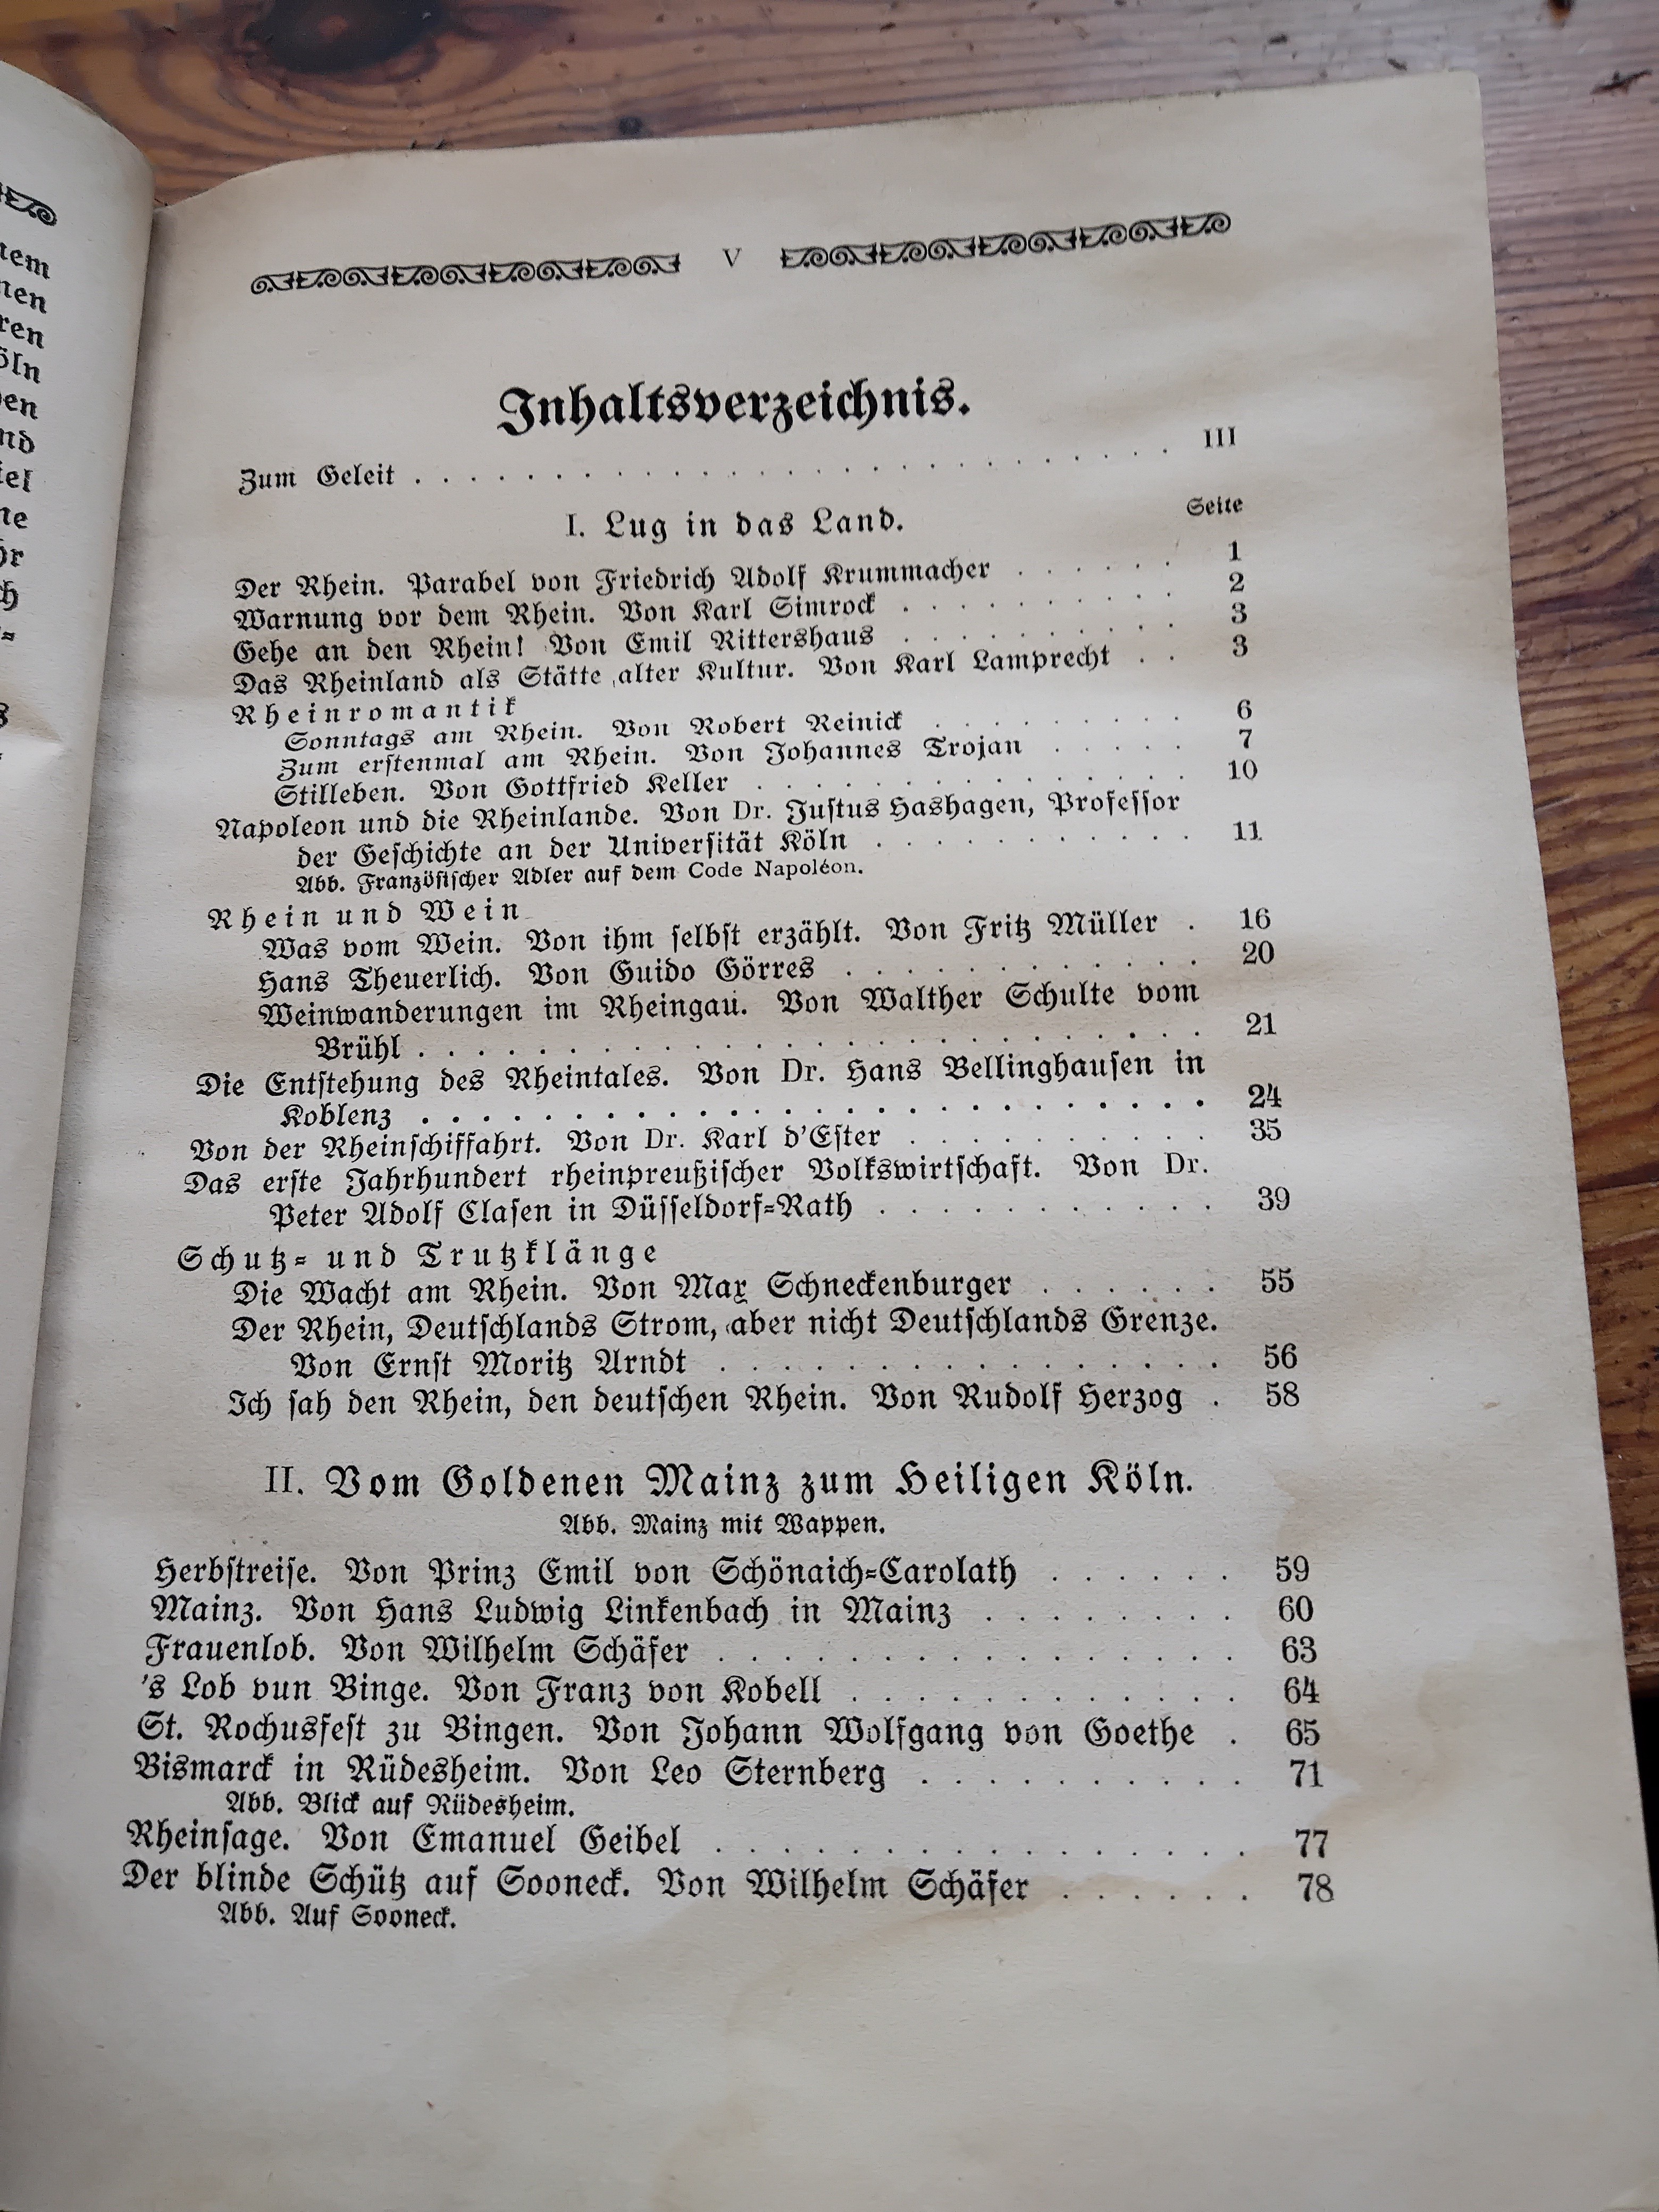 nem
nen
ren
öln
en
nd
iel
ne
hr
ch
V
Inhaltsverzeichnis.
Zum Geleit . . . . . . . . . . . . . . . . . . . . . . . . III
I. Lug in das Land.
Seite
Der Rhein. Parabel von Friedrich Adolf Krummacher . . . . . . 1
Warnung vor dem Rhein. Von Karl Simrock . . . . . . . . . . 2
Gehe an den Rhein! Von Emil Rittershaus . . . . . . . . . . 3
Das Rheinland als Stätte alter Kultur. Von Karl Lamprecht . . 3
Rheinromantik
Sonntags am Rhein. Von Robert Reinick . . . . . . . . . 6
Zum erſtenmal am Rhein. Von Johannes Trojan . . . . . 7
Stilleben. Von Gottfried Keller . . . . . . . . . . . . . . 10
Napoleon und die Rheinlande. Von Dr. Juſtus Hashagen, Profeſſor
der Geſchichte an der Univerſität Köln . . . . . . . . . . . 11
Abb. Franzöſiſcher Adler auf dem Code Napoléon.
Rhein und Wein
Was vom Wein. Von ihm ſelbſt erzählt. Von Fritz Müller . 16
Hans Theuerlich. Von Guido Görres . . . . . . . . . . . . 20
Weinwanderungen im Rheingau. Von Walther Schulte vom
Brühl . . . . . . . . . . . . . . . . . . . . . . . . . . 21
Die Entſtehung des Rheintales. Von Dr. Hans Bellinghauſen in
Koblenz . . . . . . . . . . . . . . . . . . . . . . . . . . 24
Von der Rheinſchiffahrt. Von Dr. Karl d'Eſter . . . . . . . . . . 35
Das erſte Jahrhundert rheinpreußiſcher Volkswirtſchaft. Von Dr.
Peter Adolf Claſen in Düſſeldorf-Rath . . . . . . . . . . . 39
Schutz- und Trutzklänge
Die Wacht am Rhein. Von Max Schneckenburger . . . . . . 55
Der Rhein, Deutſchlands Strom, aber nicht Deutſchlands Grenze.
Von Ernſt Moritz Arndt . . . . . . . . . . . . . . . . 56
Ich ſah den Rhein, den deutſchen Rhein. Von Rudolf Herzog . 58
II. Vom Goldenen Mainz zum Heiligen Köln.
Abb. Mainz mit Wappen.
Herbſtreiſe. Von Prinz Emil von Schönaich-Carolath . . . . . . 59
Mainz. Von Hans Ludwig Linkenbach in Mainz . . . . . . . . 60
Frauenlob. Von Wilhelm Schäfer . . . . . . . . . . . . . . . . 63
's Lob vun Binge. Von Franz von Kobell . . . . . . . . . . . . 64
St. Rochusfeſt zu Bingen. Von Johann Wolfgang von Goethe . 65
Bismarck in Rüdesheim. Von Leo Sternberg . . . . . . . . . . 71
Abb. Blick auf Rüdesheim.
Rheinſage. Von Emanuel Geibel . . . . . . . . . . . . . . . . 77
Der blinde Schütz auf Sooneck. Von Wilhelm Schäfer . . . . . . 78
Abb. Auf Sooneck.